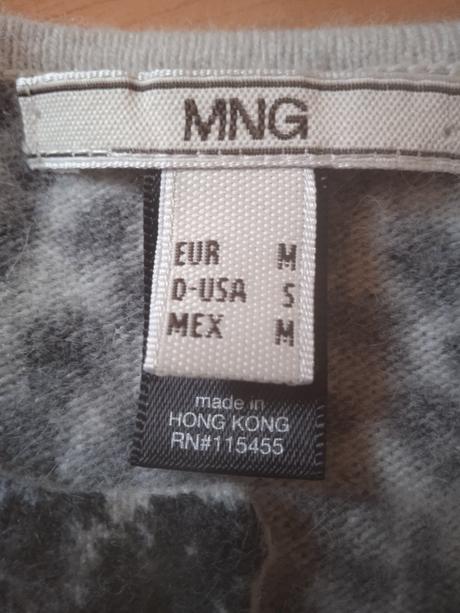 MNG
EUR M
D-USA S
MEX M
made in
HONG KONG
RN#115455